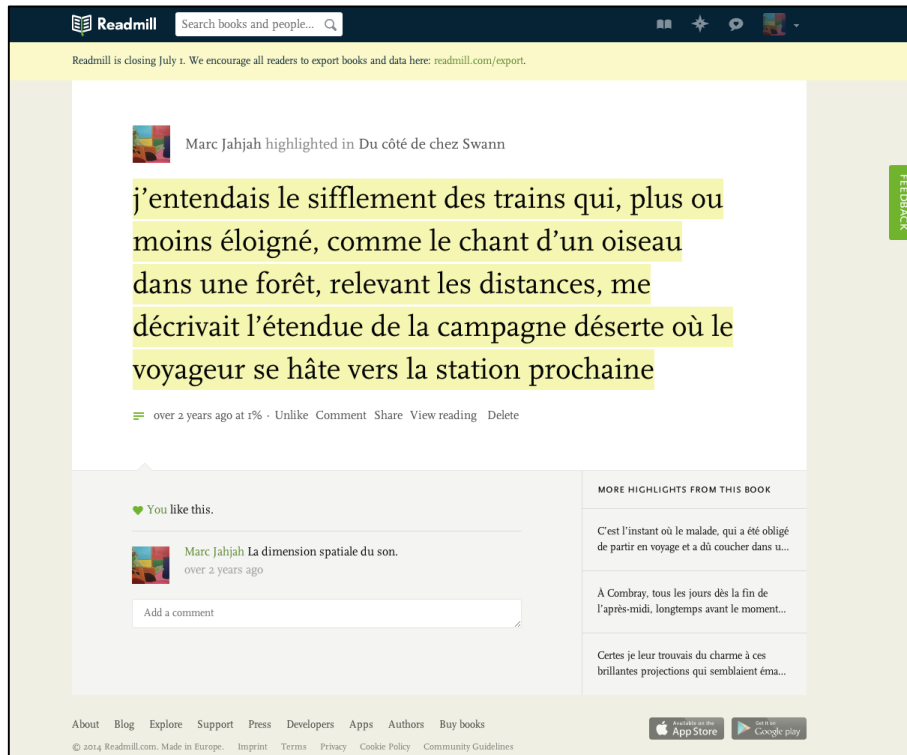 Readmill
Search books and people...
Readmill is closing July 1. We encourage all readers to export books and data here: readmill.com/export.
Marc Jahjah highlighted in Du côté de chez Swann
j’entendais le sifflement des trains qui, plus ou
moins éloigné, comme le chant d’un oiseau
dans une forêt, relevant les distances, me
décrivait l’étendue de la campagne déserte où le
voyageur se hâte vers la station prochaine
over 2 years ago at 1% · Unlike Comment Share View reading Delete
FEEDBACK
You like this.
Marc Jahjah La dimension spatiale du son.
over 2 years ago
Add a comment
MORE HIGHLIGHTS FROM THIS BOOK
C’est l’instant où le malade, qui a été obligé
de partir en voyage et a dû coucher dans u...
À Combray, tous les jours dès la fin de
l’après-midi, longtemps avant le moment...
Certes je leur trouvais du charme à ces
brillantes projections qui semblaient éma...
About Blog Explore Support Press Developers Apps Authors Buy books
Available on the
App Store
Get it on
Google play
© 2014 Readmill.com. Made in Europe. Imprint Terms Privacy Cookie Policy Community Guidelines